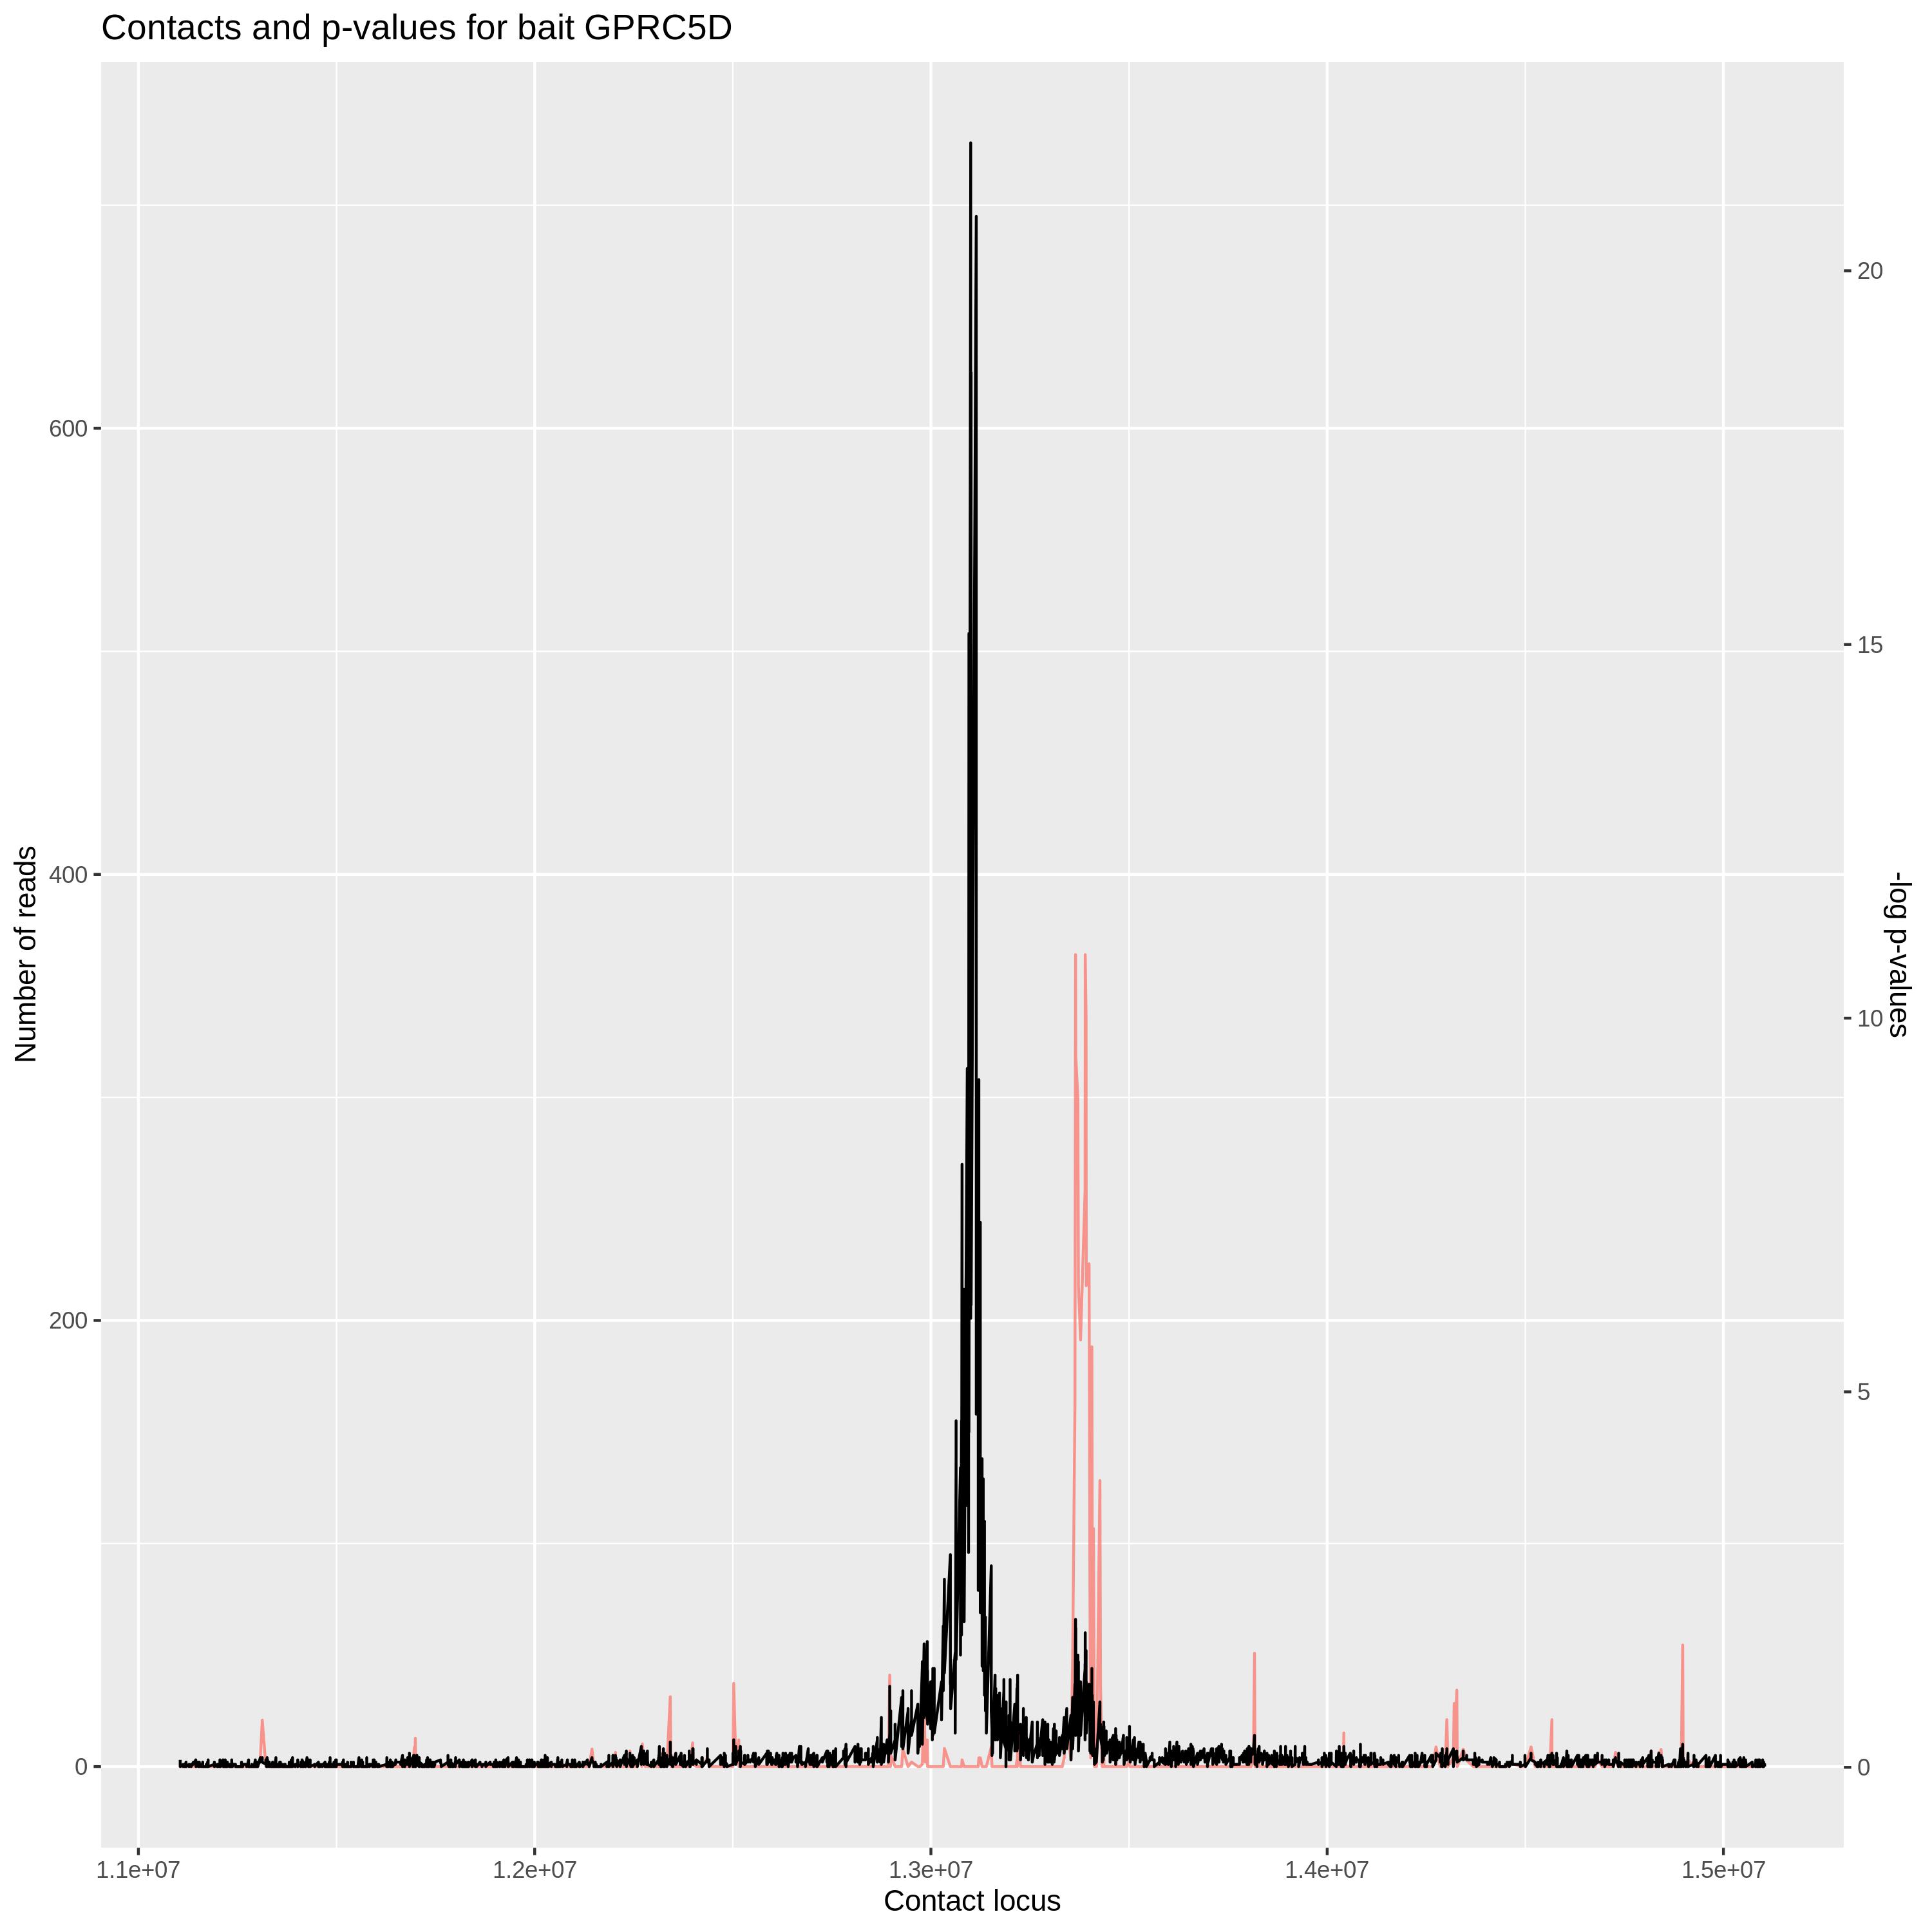 Contacts and p-values for bait GPRC5D
Number of reads
600
400
200
0
20
15
10
5
0
-log p-values
1.1e+07
1.2e+07
1.3e+07
1.4e+07
1.5e+07
Contact locus